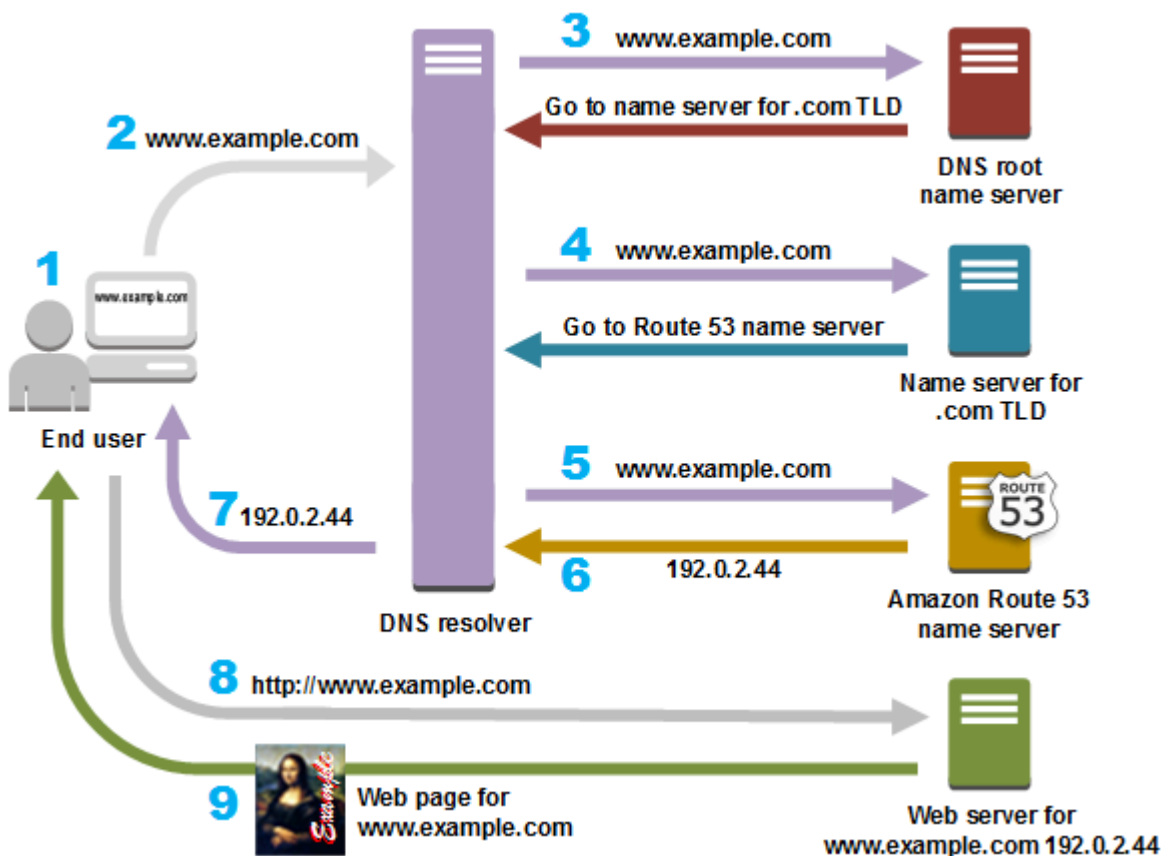 3 www.example.com
Go to name server for .com TLD
DNS root
name server
2 www.example.com
1
www.example.com
End user
4 www.example.com
Go to Route 53 name server
Name server for
.com TLD
5 www.example.com
ROUTE
53
6 192.0.2.44
Amazon Route 53
name server
7 192.0.2.44
DNS resolver
8 http://www.example.com
9
Example
Web page for
www.example.com
Web server for
www.example.com 192.0.2.44